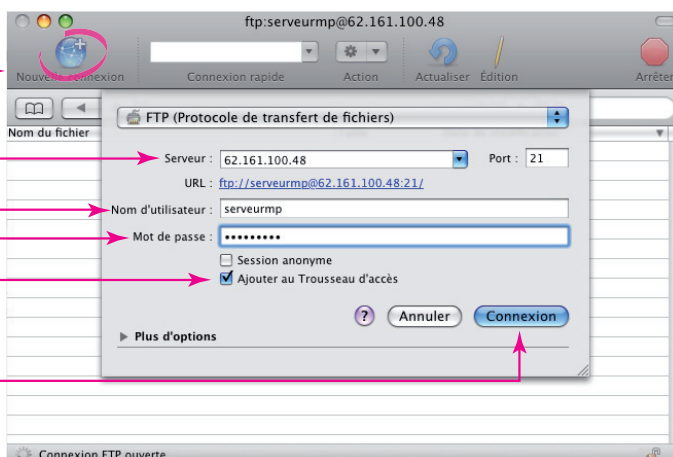 ftp:serveurmp@62.161.100.48
Nouvelle connexion
Connexion rapide
Action
Actualiser
Édition
Arrêter
FTP (Protocole de transfert de fichiers)
Nom du fichier
Serveur : 62.161.100.48 Port : 21
URL : ftp://serveurmp@62.161.100.48:21/
Nom d'utilisateur : serveurmp
Mot de passe : •••••••••
Session anonyme
Ajouter au Trousseau d'accès
? Annuler Connexion
Plus d'options
Connexion FTP ouverte